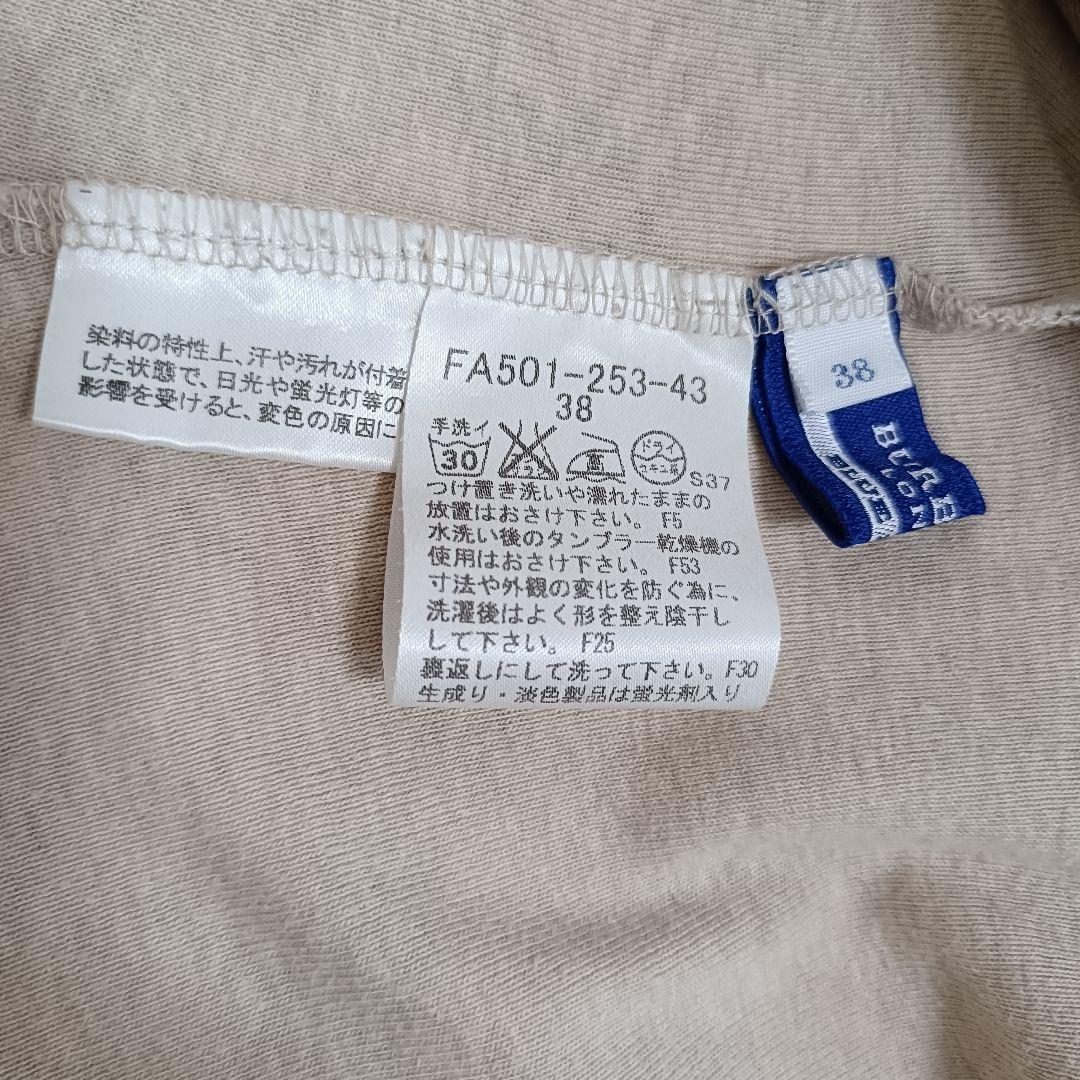 染料の特性上、汗や汚れが付着
した状態で、日光や蛍光灯等の
影響を受けると、変色の原因に
FA501-253-43
38
手洗イ
30
ドライ
S37
つけ置き洗いや濡れたままの
放置はおさけ下さい。 F5
水洗い後のタンブラー乾燥機の
使用はおさけ下さい。 F53
寸法や外観の変化を防ぐ為に、
洗濯後はよく形を整え陰干し
して下さい。 F25
裏返しにして洗って下さい。F30
生成り・淡色製品は蛍光剤入り
38